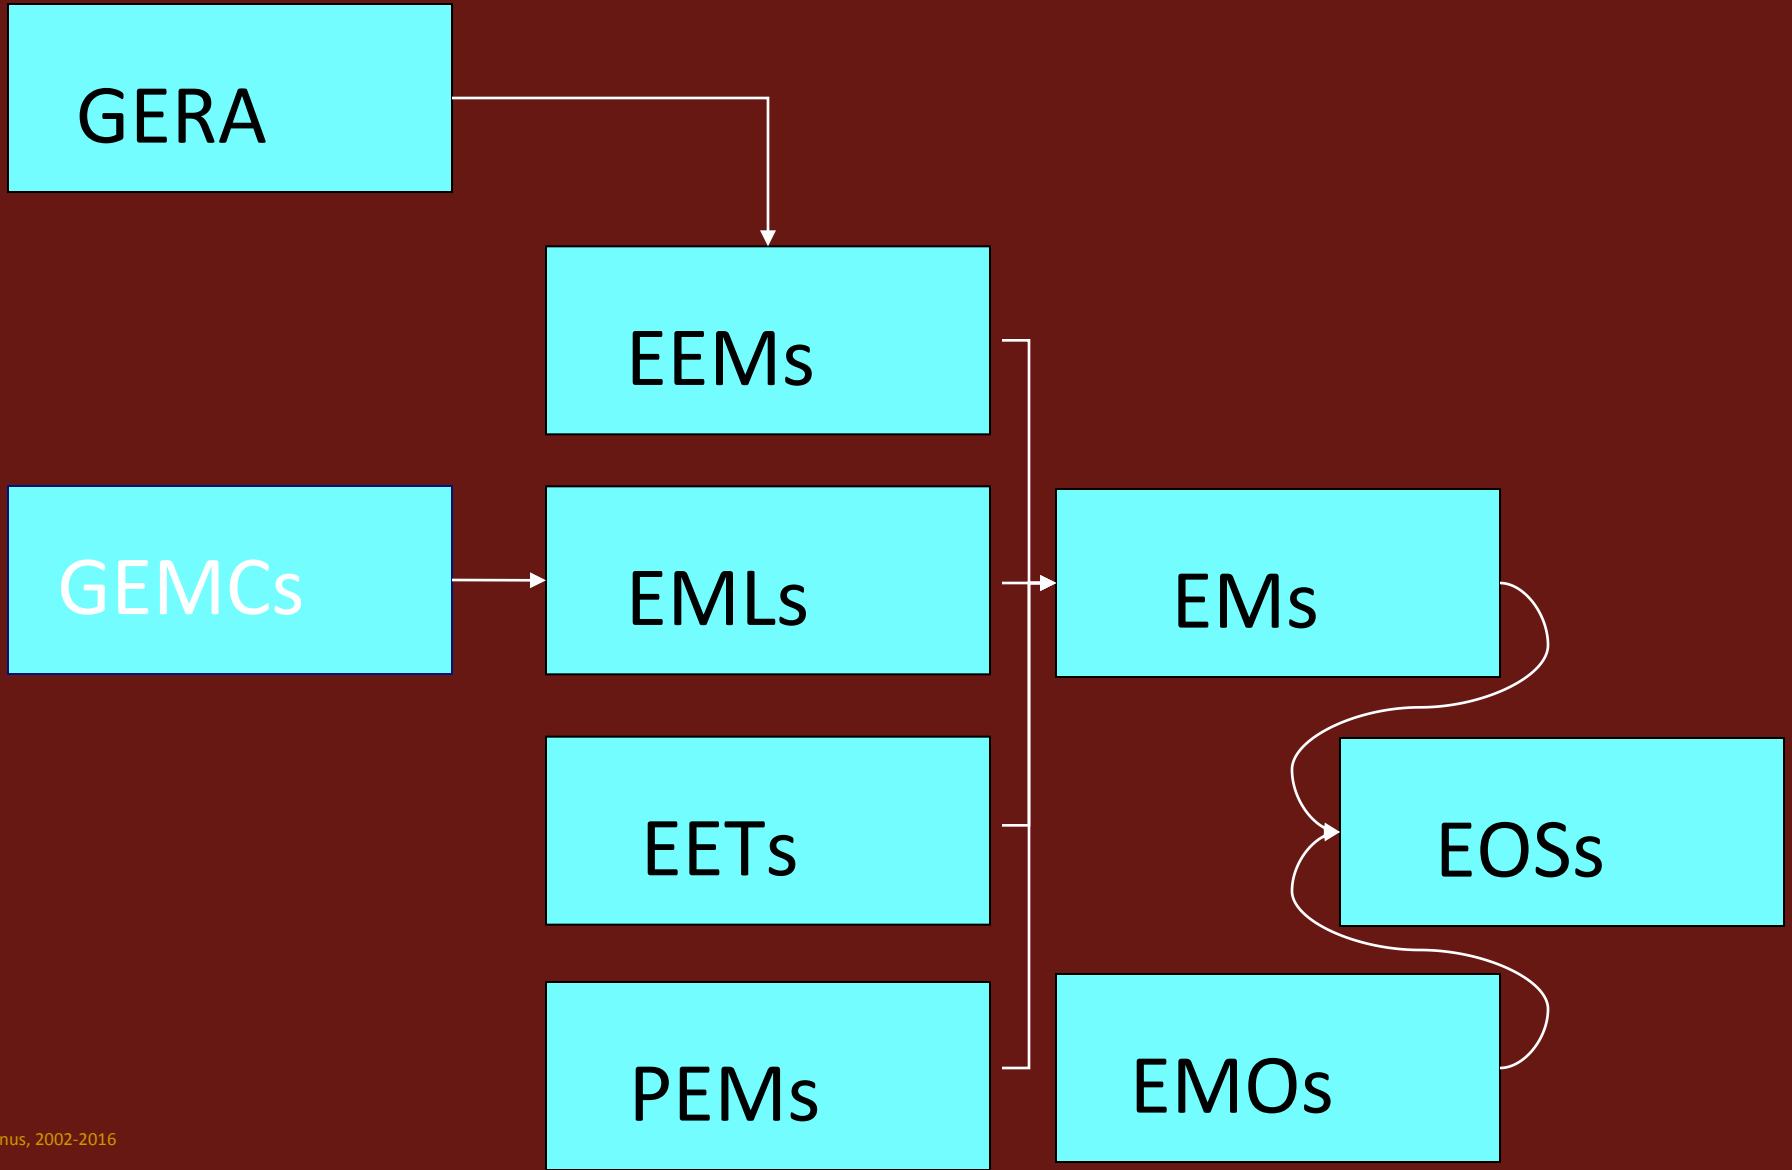 GERA
EEMs
GEMCs
EMLs
EMs
EETs
EOSs
PEMs
EMOs
nus, 2002-2016